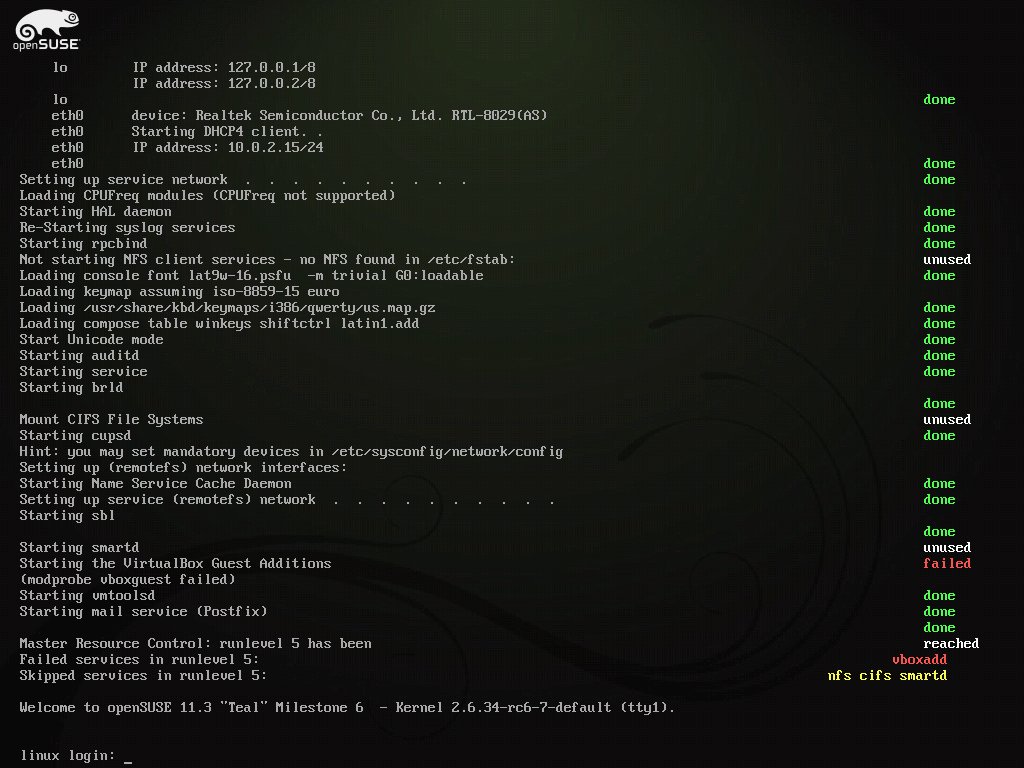 openSUSE
lo IP address: 127.0.0.1/8
IP address: 127.0.0.2/8
lo done
eth0 device: Realtek Semiconductor Co., Ltd. RTL-8029(AS)
eth0 Starting DHCP4 client. .
eth0 IP address: 10.0.2.15/24
eth0 done
Setting up service network . . . . . . . . . . done
Loading CPUFreq modules (CPUFreq not supported)
Starting HAL daemon done
Re-Starting syslog services done
Starting rpcbind done
Not starting NFS client services - no NFS found in /etc/fstab: unused
Loading console font lat9w-16.psfu -m trivial G0:loadable done
Loading keymap assuming iso-8859-15 euro
Loading /usr/share/kbd/keymaps/i386/qwerty/us.map.gz done
Loading compose table winkeys shiftctrl latin1.add done
Start Unicode mode done
Starting auditd done
Starting service done
Starting brld
done
Mount CIFS File Systems unused
Starting cupsd done
Hint: you may set mandatory devices in /etc/sysconfig/network/config
Setting up (remotefs) network interfaces:
Starting Name Service Cache Daemon done
Setting up service (remotefs) network . . . . . . . . . . done
Starting sbl
done
Starting smartd unused
Starting the VirtualBox Guest Additions failed
(modprobe vboxguest failed)
Starting vmtoolsd done
Starting mail service (Postfix) done
done
Master Resource Control: runlevel 5 has been reached
Failed services in runlevel 5: vboxadd
Skipped services in runlevel 5: nfs cifs smartd
Welcome to openSUSE 11.3 "Teal" Milestone 6 - Kernel 2.6.34-rc6-7-default (tty1).
linux login: _